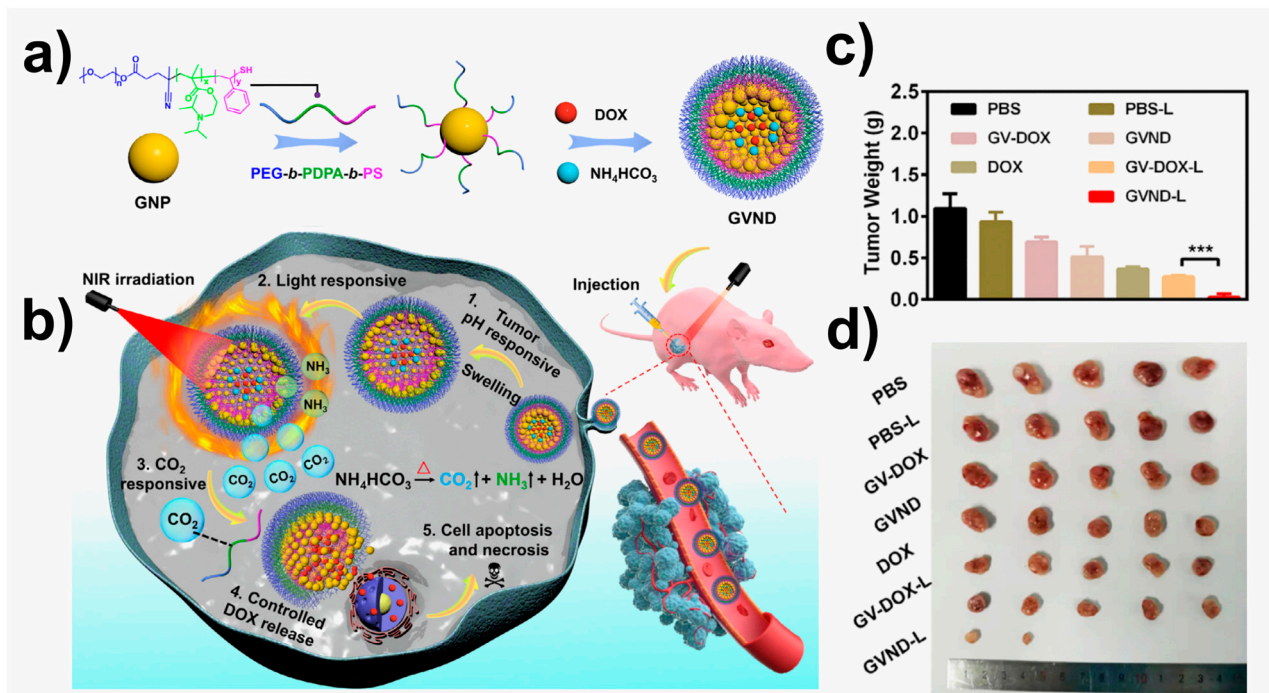 a)
O
n
O
O
CN
x
O
O
N
y
SH
GNP
PEG-b-PDPA-b-PS
DOX
NH₄HCO₃
GVND
b)
NIR irradiation
2. Light responsive
1. Tumor
pH responsive
Swelling
NH₃
NH₃
CO₂
CO₂
CO₂
3. CO₂
responsive
CO₂
NH₄HCO₃ △→ CO₂↑ + NH₃↑ + H₂O
4. Controlled
DOX release
5. Cell apoptosis
and necrosis
Injection
c)
Tumor Weight (g)
2.5
2.0
1.5
1.0
0.5
0.0
PBS
PBS-L
GV-DOX
GVND
DOX
GV-DOX-L
GVND-L
***
d)
PBS
PBS-L
GV-DOX
GVND
DOX
GV-DOX-L
GVND-L